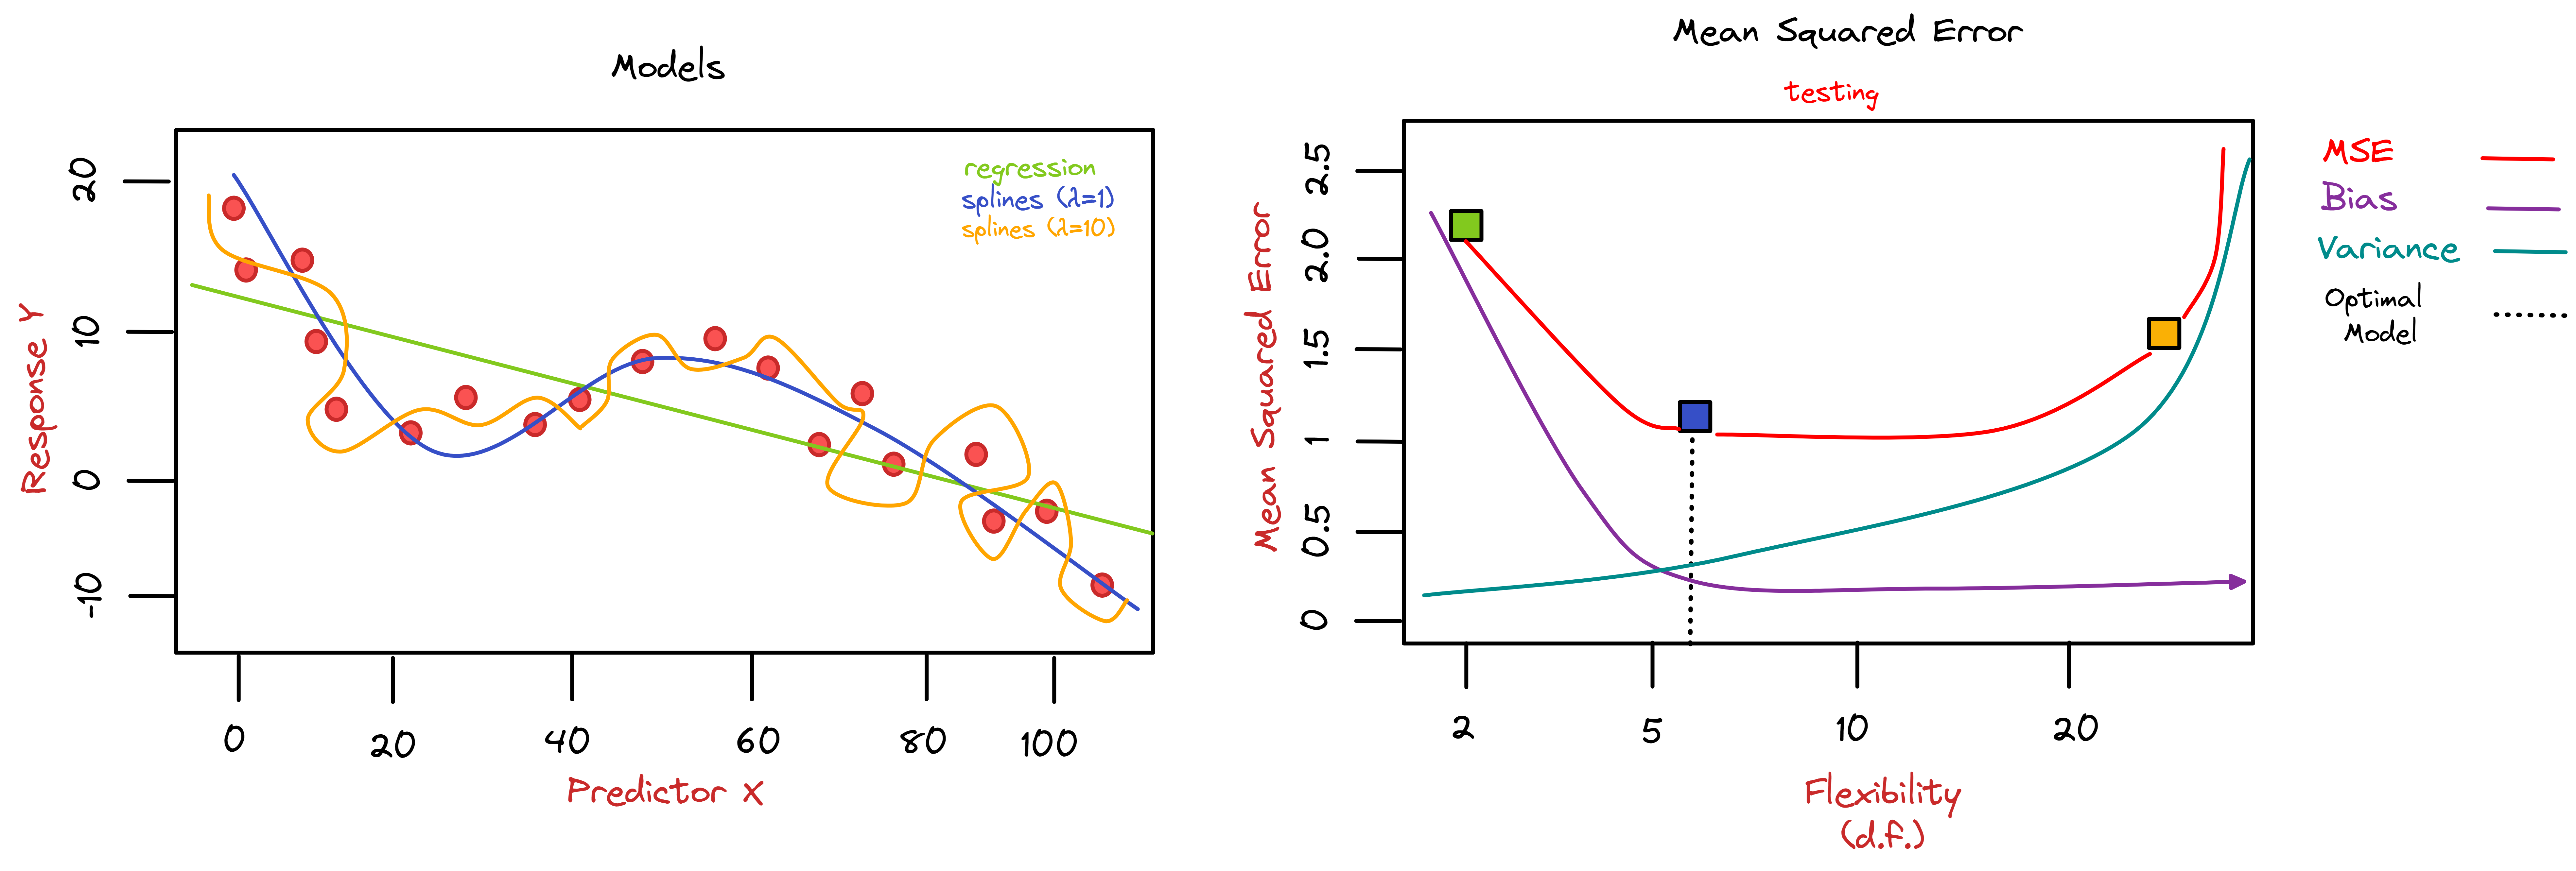 Models
20
10
0
-10
Response Y
regression
splines (λ=1)
splines (λ=10)
0 20 40 60 80 100
Predictor X
Mean Squared Error
testing
2.5
2.0
1.5
1
0.5
0
Mean Squared Error
2 5 10 20
Flexibility
(d.f.)
MSE
Bias
Variance
Optimal
Model